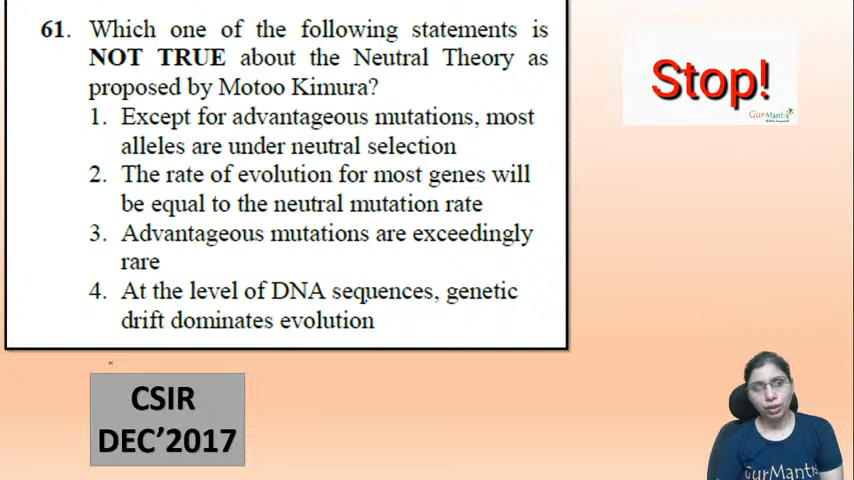 61. Which one of the following statements is
NOT TRUE about the Neutral Theory as
proposed by Motoo Kimura?
1. Except for advantageous mutations, most
alleles are under neutral selection
2. The rate of evolution for most genes will
be equal to the neutral mutation rate
3. Advantageous mutations are exceedingly
rare
4. At the level of DNA sequences, genetic
drift dominates evolution
Stop!
GurMantra
CSIR
DEC'2017
GurMantra